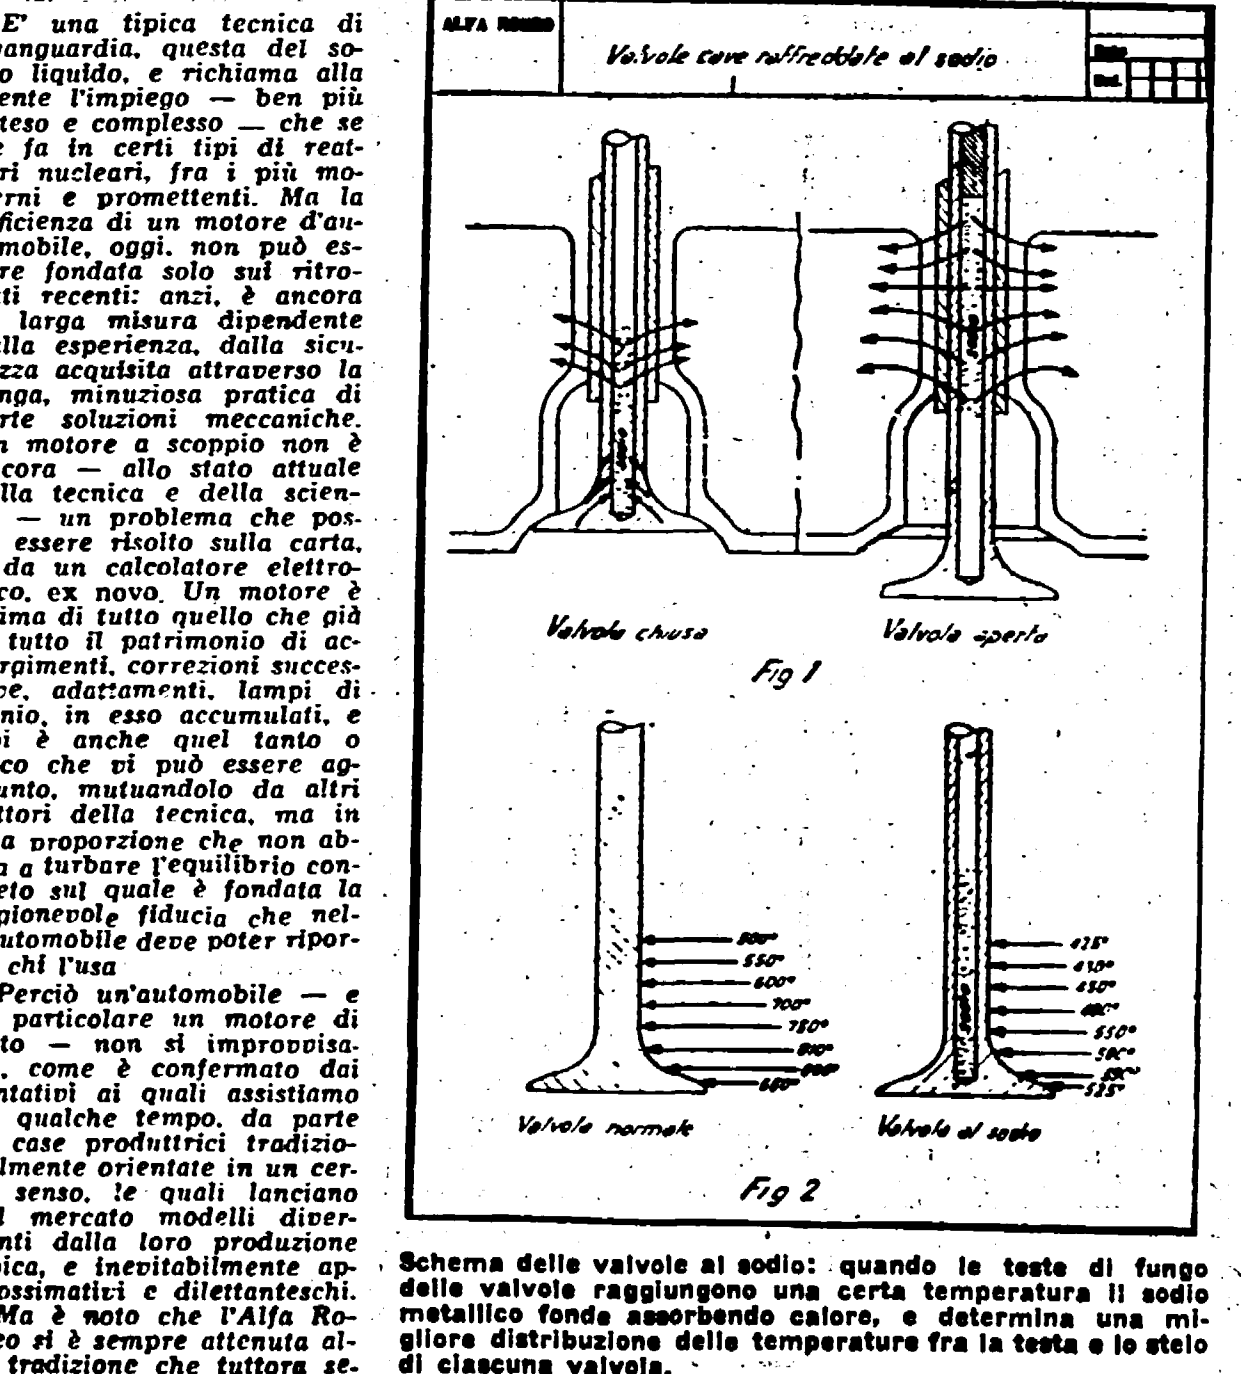 E' una tipica tecnica di
vanguardia, questa del so-
o liquido, e richiama alla
ente l'impiego — ben più
teso e complesso — che se
e fa in certi tipi di reat-
ri nucleari, fra i più mo-
erni e promettenti. Ma la
ficienza di un motore d'au-
mobile, oggi. non può es-
re fondata solo sui ritro-
ti recenti: anzi, è ancora
larga misura dipendente
lla esperienza, dalla sicu-
zza acquisita attraverso la
nga, minuziosa pratica di
rte soluzioni meccaniche.
n motore a scoppio non è
cora — allo stato attuale
lla tecnica e della scien-
— un problema che pos-
essere risolto sulla carta,
da un calcolatore elettro-
co. ex novo. Un motore è
ima di tutto quello che già
tutto il patrimonio di ac-
rgimenti, correzioni succes-
ve, adattamenti, lampi di
nio, in esso accumulati, e
oi è anche quel tanto o
co che vi può essere ag-
unto, mutuandolo da altri
ttori della tecnica, ma in
a proporzione che non ab-
a a turbare l'equilibrio con-
eto sul quale è fondata la
gionevole fiducia che nel-
automobile deve poter ripor-
chi l'usa
Perciò un'automobile — e
particolare un motore di
to — non si improvvisa-
, come è confermato dai
ntativi ai quali assistiamo
qualche tempo. da parte
case produttrici tradizio-
lmente orientate in un cer-
senso, le quali lanciano
l mercato modelli diver-
nti dalla loro produzione
pica, e inevitabilmente ap-
ossimativi e dilettanteschi.
Ma è noto che l'Alfa Ro-
eo si è sempre attenuta al-
tradizione che tuttora se-
ALFA ROMEO
Valvole cave raffreddate al sodio
Valvola chiusa
Valvola aperta
Fig 1
500°
550°
600°
700°
750°
680°
425°
430°
450°
550°
525°
Valvola normale
Valvola al sodio
Fig 2
Schema delle valvole al sodio: quando le teste di fungo
delle valvole raggiungono una certa temperatura il sodio
metallico fonde assorbendo calore, e determina una mi-
gliore distribuzione delle temperature fra la testa e lo stelo
di ciascuna valvola.